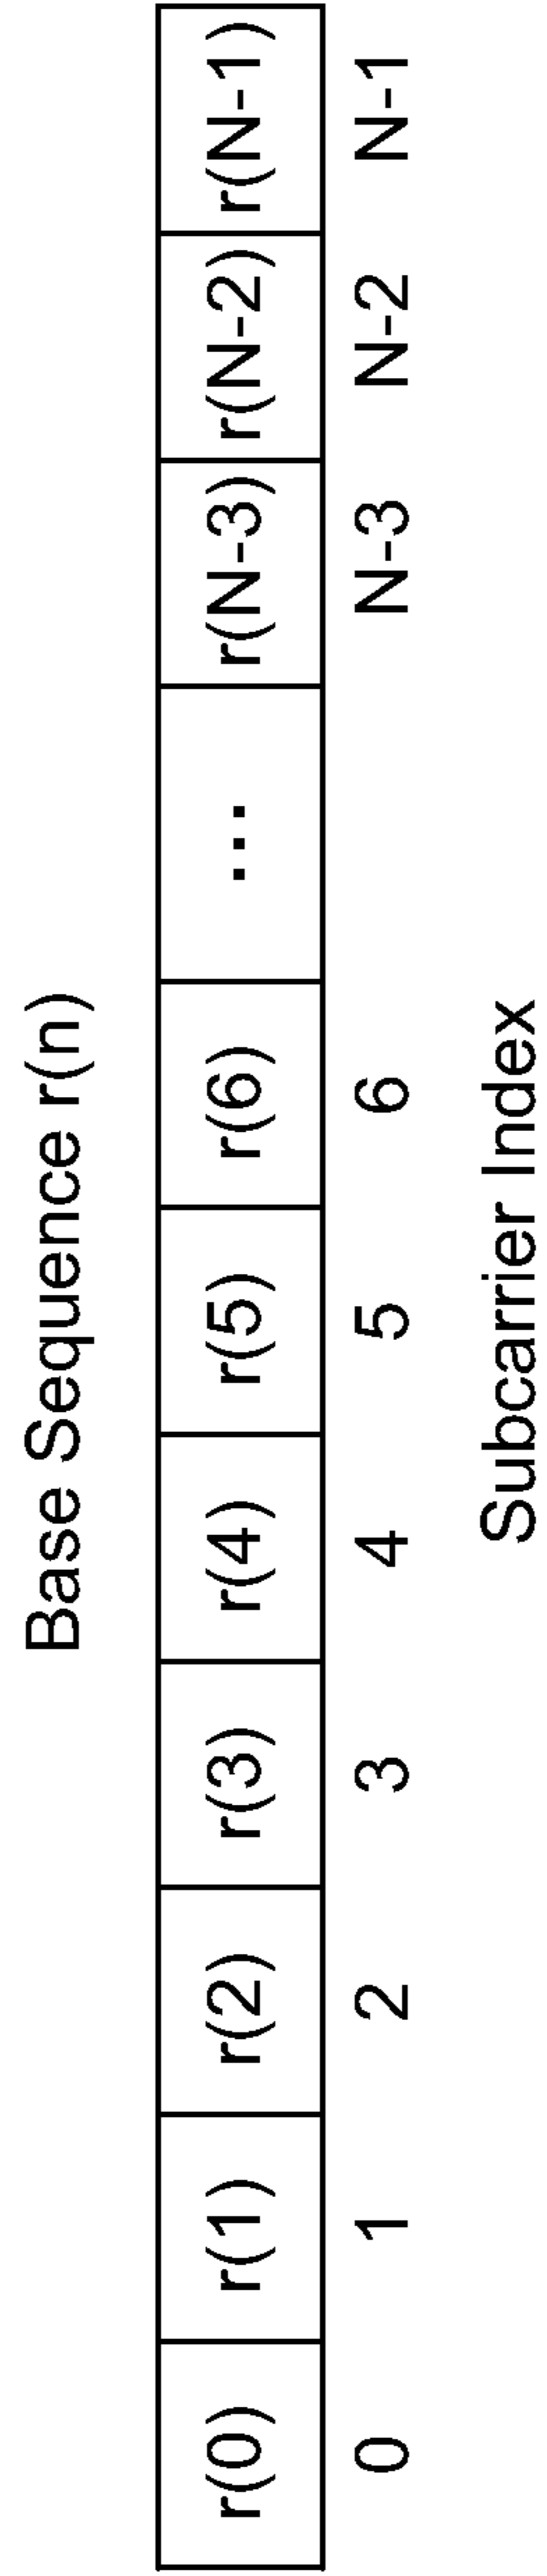 Base Sequence r(n)
r(0) r(1) r(2) r(3) r(4) r(5) r(6) ... r(N-3) r(N-2) r(N-1)
0 1 2 3 4 5 6 N-3 N-2 N-1
Subcarrier Index